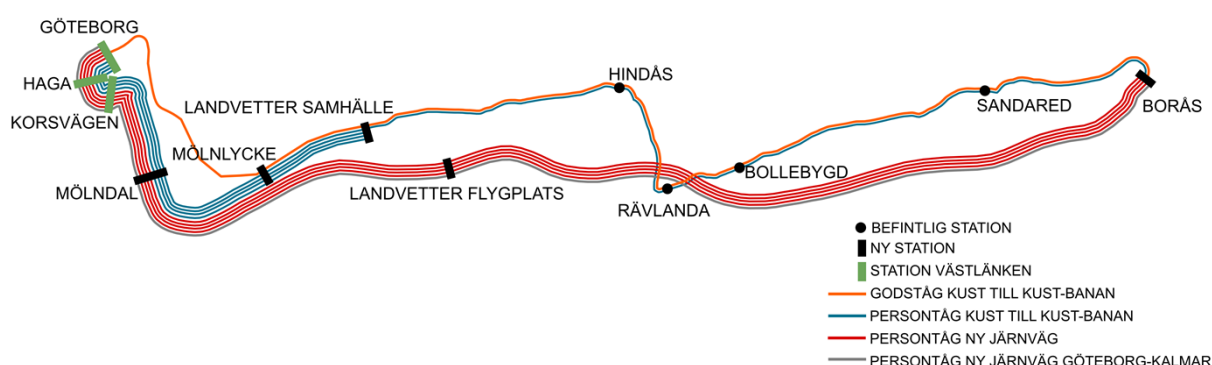 GÖTEBORG
HAGA
KORSVÄGEN
MÖLNDAL
MÖLNLYCKE
LANDVETTER SAMHÄLLE
LANDVETTER FLYGPLATS
HINDÅS
RÄVLANDA
BOLLEBYGD
SANDARED
BORÅS
BEFINTLIG STATION
NY STATION
STATION VÄSTLÄNKEN
GODSTÅG KUST TILL KUST-BANAN
PERSONTÅG KUST TILL KUST-BANAN
PERSONTÅG NY JÄRNVÄG
PERSONTÅG NY JÄRNVÄG GÖTEBORG-KALMAR